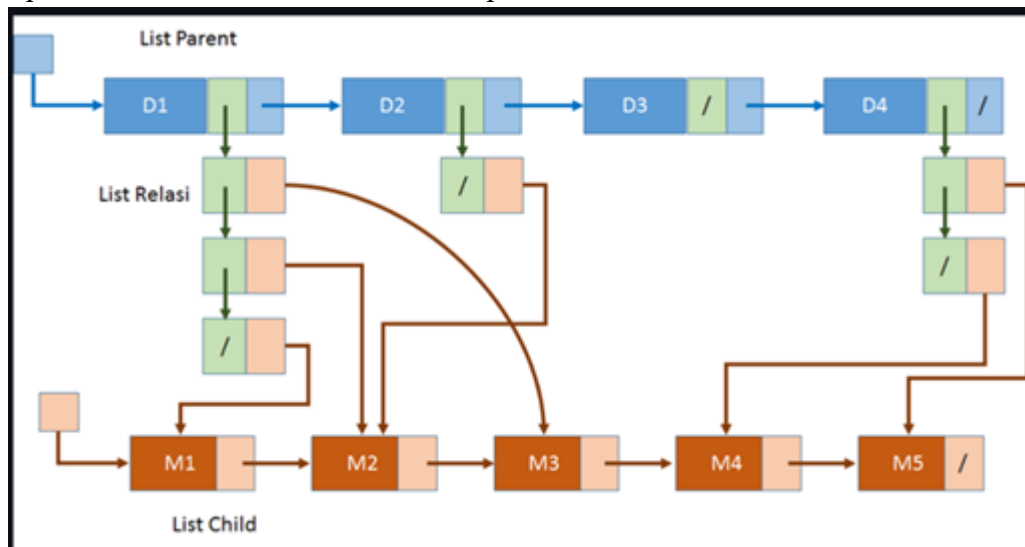 List Parent
D1 D2 D3 / D4 /
List Relasi
/
/
/
M1 M2 M3 M4 M5 /
List Child